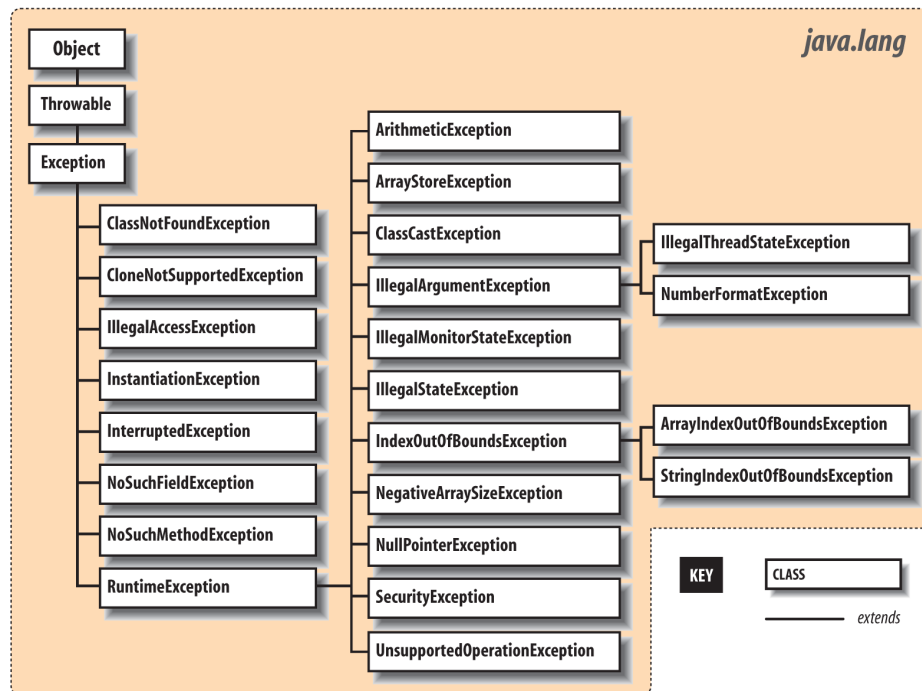 java.lang
Object
Throwable
Exception
ClassNotFoundException
CloneNotSupportedException
IllegalAccessException
InstantiationException
InterruptedException
NoSuchFieldException
NoSuchMethodException
RuntimeException
ArithmeticException
ArrayStoreException
ClassCastException
IllegalArgumentException
IllegalMonitorStateException
IllegalStateException
IndexOutOfBoundsException
NegativeArraySizeException
NullPointerException
SecurityException
UnsupportedOperationException
IllegalThreadStateException
NumberFormatException
ArrayIndexOutOfBoundsException
StringIndexOutOfBoundsException
KEY
CLASS
extends